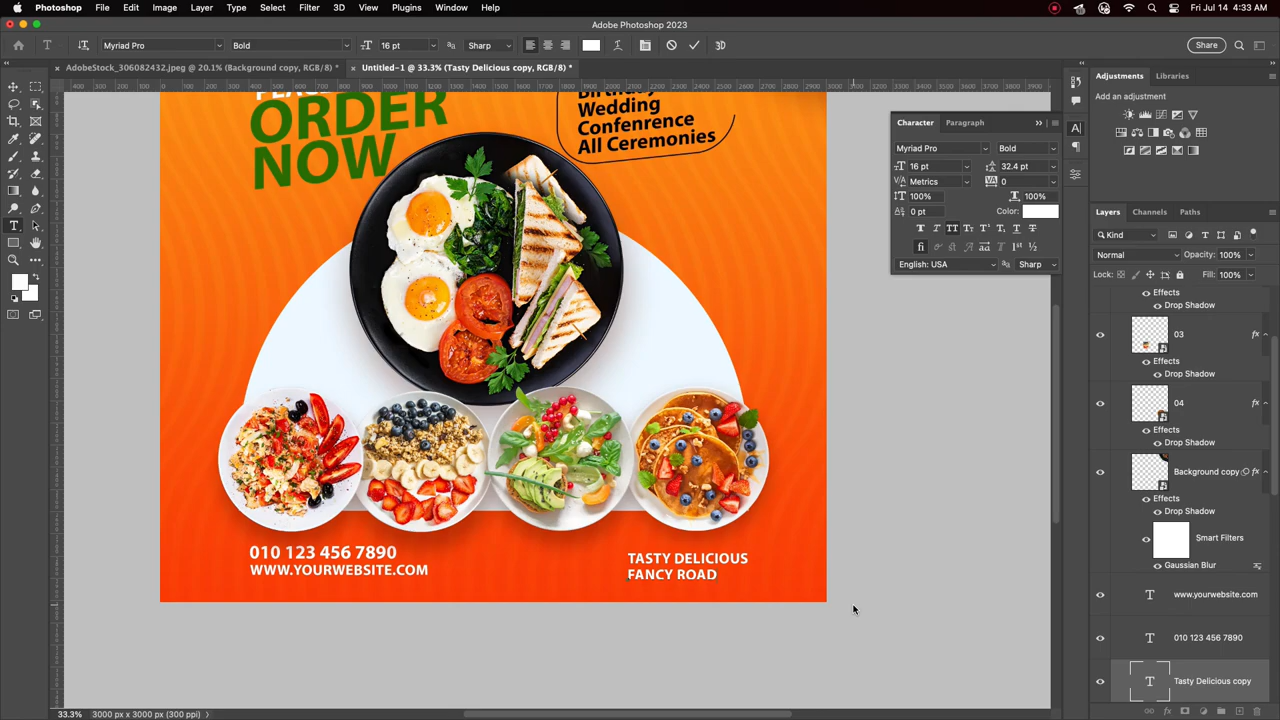 Photoshop File Edit Image Layer Type Select Filter 3D View Plugins Window Help Fri Jul 14 4:33 AM
Adobe Photoshop 2023
Myriad Pro Bold 16 pt Sharp 3D Share
AdobeStock_306082432.jpeg @ 20.1% (Background copy, RGB/8) *
Untitled-1 @ 33.3% (Tasty Delicious copy, RGB/8) *
ORDER
NOW
Birthday
Wedding
Confenrence
All Ceremonies
010 123 456 7890
WWW.YOURWEBSITE.COM
TASTY DELICIOUS
FANCY ROAD
Character Paragraph
Myriad Pro Bold
16 pt 32.4 pt
Metrics 0
100% 100%
0 pt Color:
English: USA Sharp
Adjustments Libraries
Add an adjustment
Layers Channels Paths
Kind
Normal Opacity: 100%
Lock: Fill: 100%
Effects
Drop Shadow
03 fx
Effects
Drop Shadow
04 fx
Effects
Drop Shadow
Background copy fx
Effects
Drop Shadow
Smart Filters
Gaussian Blur
www.yourwebsite.com
010 123 456 7890
Tasty Delicious copy
33.3% 3000 px x 3000 px (300 ppi)